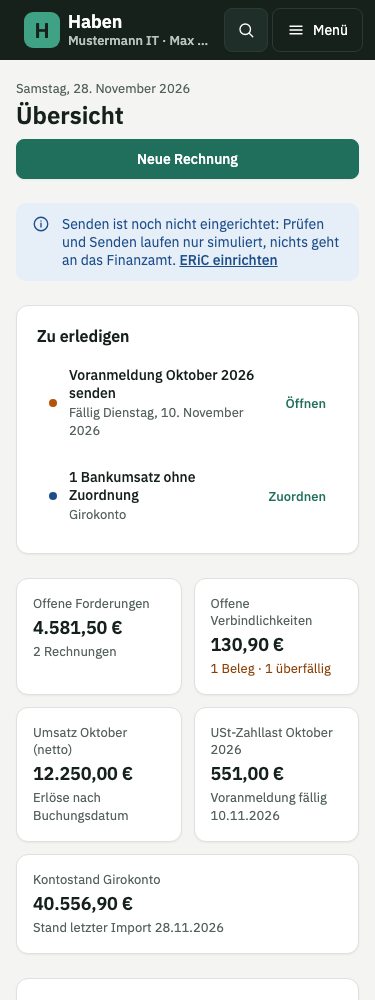 H
Haben
Mustermann IT · Max ...
Menü
Samstag, 28. November 2026
Übersicht
Neue Rechnung
Senden ist noch nicht eingerichtet: Prüfen
und Senden laufen nur simuliert, nichts geht
an das Finanzamt. ERiC einrichten
Zu erledigen
Voranmeldung Oktober 2026
senden
Fällig Dienstag, 10. November
2026
Öffnen
1 Bankumsatz ohne
Zuordnung
Girokonto
Zuordnen
Offene Forderungen
4.581,50 €
2 Rechnungen
Offene
Verbindlichkeiten
130,90 €
1 Beleg · 1 überfällig
Umsatz Oktober
(netto)
12.250,00 €
Erlöse nach
Buchungsdatum
USt-Zahllast Oktober
2026
551,00 €
Voranmeldung fällig
10.11.2026
Kontostand Girokonto
40.556,90 €
Stand letzter Import 28.11.2026